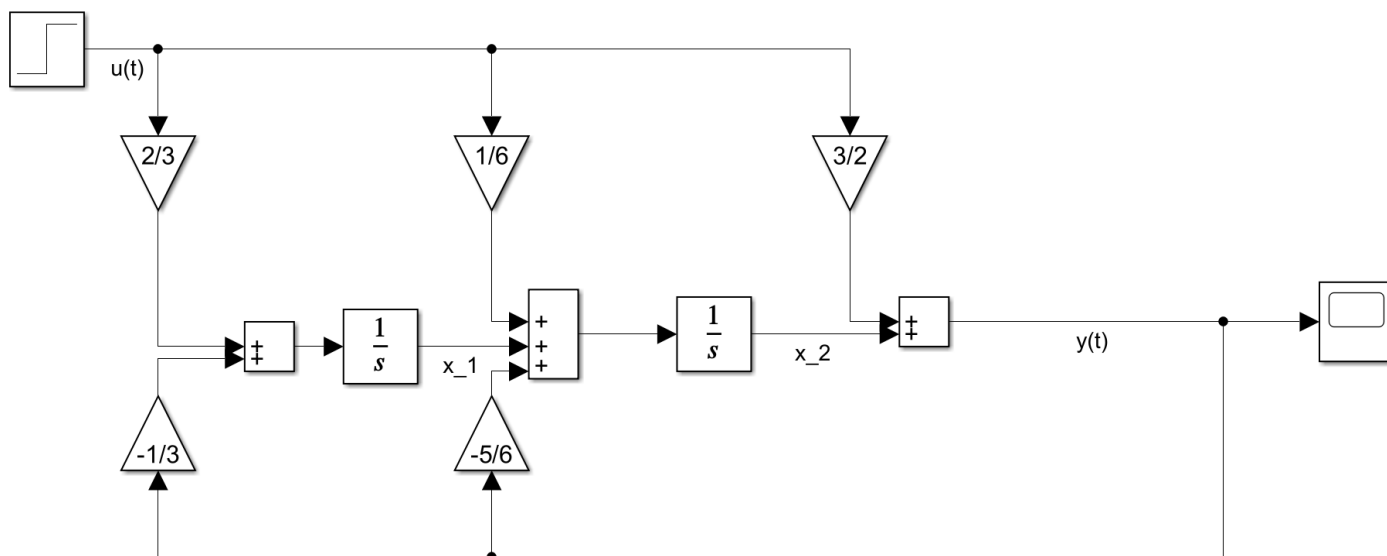 u(t)
2/3
1/6
3/2
+
+
1
s
x_1
+
+
+
1
s
x_2
+
+
y(t)
-1/3
-5/6